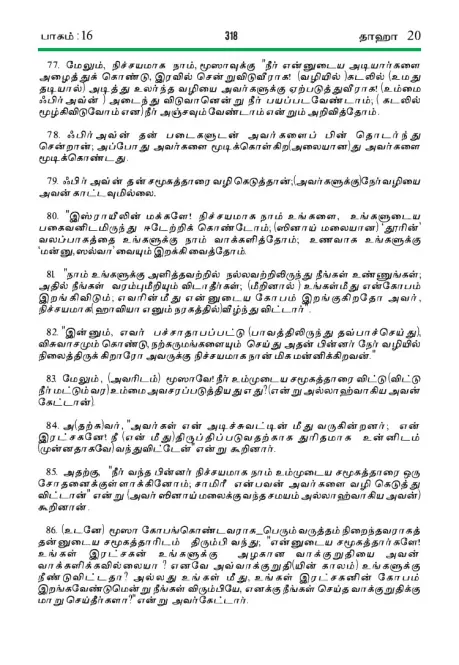 பாகம் : 16 318 தாஹா 20
77. மேலும், நிச்சயமாக நாம், மூஸாவுக்கு "நீர் என்னுடைய அடியார்களை
அழைத்துக் கொண்டு, இரவில் சென்றுவிடுவீராக! (வழியில் )கடலில் (உமது
தடியால்) அடித்து உலர்ந்த வழியை அவர்களுக்கு ஏற்படுத்துவீராக! (உம்மை
ஃபிர்அவ்ன் ) அடைந்து விடுவானென்று நீர் பயப்படவேண்டாம்; ( கடலில்
மூழ்கிவிடுவோம் என) நீர் அஞ்சவும் வேண்டாம் என்றும் அறிவித்தோம் .
78. ஃபிர்அவ்ன் தன் படைகளுடன் அவர்களைப் பின் தொடர்ந்து
சென்றான்; அப்போது அவர்களை மூடிக்கொள்கிற(அலையான)து அவர்களை
மூடிக்கொண்டது .
79. ஃபிர்அவ்ன் தன் சமூகத்தாரை வழி கெடுத்தான்;(அவர்களுக்கு)நேர்வழியை
அவன் காட்டவுமில்லை.
80. "இஸ்ராயீலின் மக்களே! நிச்சயமாக நாம் உங்களை, உங்களுடைய
பகைவனிடமிருந்து ஈடேற்றிக் கொண்டோம்; (ஸினாய் மலையான) 'தூரின்'
வலப்பாகத்தை உங்களுக்கு நாம் வாக்களித்தோம்; உணவாக உங்களுக்கு
'மன்னு,ஸல்வா' வையும் இறக்கி வைத்தோம்.
81. "நாம் உங்களுக்கு அளித்தவற்றில் நல்லவற்றிலிருந்து நீங்கள் உண்ணுங்கள்;
அதில் நீங்கள் வரம்பு மீறியும் விடாதீர்கள்; (மீறினால் ) உங்கள்மீது என்கோபம்
இறங்கிவிடும்; எவரின்மீது என்னுடைய கோபம் இறங்குகிறதோ அவர்,
நிச்சயமாக(ஹாவியா எனும் நரகத்தில்)வீழ்ந்து விட்டார்" .
82. "இன்னும், எவர் பச்சாதாபப்பட்டு (பாவத்திலிருந்து தவ்பாச்செய்து),
விசுவாசமும் கொண்டு, நற்கருமங்களையும் செய்து அதன் பின்னர் நேர் வழியில்
நிலைத்திருக்கிறாரோ அவருக்கு நிச்சயமாக நான் மிக மன்னிக்கிறவன்."
83. மேலும், (அவரிடம்) மூஸாவே! நீர் உம்முடைய சமூகத்தாரை விட்டு (விட்டு
நீர் மட்டும் வர) உம்மை அவசரப்படுத்தியது எது?(என்று அல்லாஹ்வாகிய அவன்
கேட்டான்).
84. அ(தற்க)வர், "அவர்கள் என் அடிச்சுவட்டின் மீது வருகின்றனர்; என்
இரட்சகனே! நீ (என் மீது)திருப்திப்படுவதற்காக துரிதமாக உன்னிடம்
(முன்னதாகவே) வந்துவிட்டேன்" என்று கூறினார்.
85. அதற்கு, "நீர் வந்த பின்னர் நிச்சயமாக நாம் உம்முடைய சமூகத்தாரை ஒரு
சோதனைக்குள்ளாக்கினோம்; சாமிரீ என்பவன் அவர்களை வழி கெடுத்து
விட்டான்" என்று (அவர் ஸினாய் மலைக்கு வந்த சமயம் அல்லாஹ்வாகிய அவன்)
கூறினான்.
86. (உடனே) மூஸா கோபங்கொண்டவராக_பெரும் வருத்தம் நிறைந்தவராகத்
தன்னுடைய சமூகத்தாரிடம் திரும்பி வந்து, "என்னுடைய சமூகத்தார்களே!
உங்கள் இரட்சகன் உங்களுக்கு அழகான வாக்குறுதியை அவன்
வாக்களிக்கவில்லையா ? எனவே அவ்வாக்குறுதி(யின் காலம்) உங்களுக்கு
நீண்டுவிட்டதா? அல்லது உங்கள் மீது, உங்கள் இரட்சகனின் கோபம்
இறங்கவேண்டுமென்று நீங்கள் விரும்பியே, எனக்கு நீங்கள் செய்த வாக்குறுதிக்கு
மாறு செய்தீர்களா?" என்று அவர் கேட்டார்.